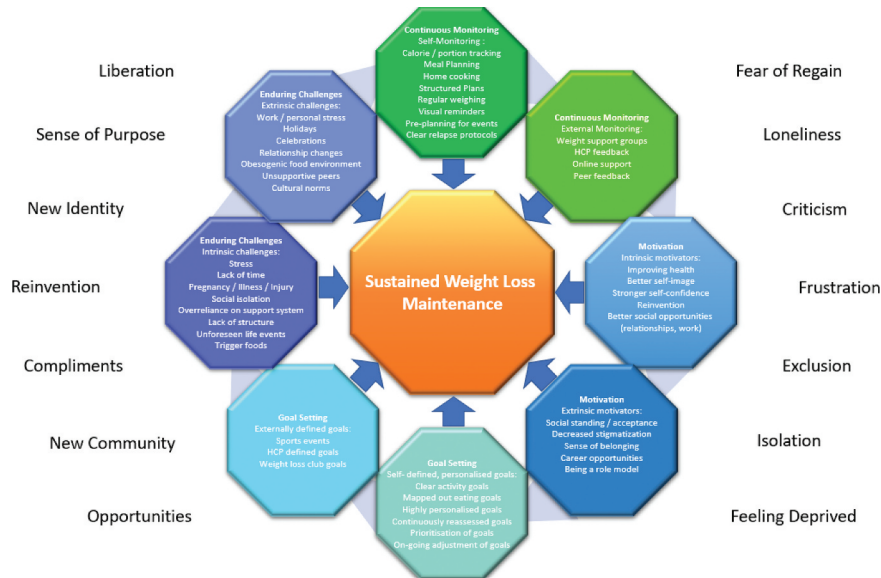 Continuous Monitoring
Self-Monitoring :
Calorie / portion tracking
Meal Planning
Home cooking
Structured Plans
Regular weighing
Visual reminders
Pre-planning for events
Clear relapse protocols
Continuous Monitoring
External Monitoring:
Weight support groups
HCP feedback
Online support
Peer feedback
Motivation
Intrinsic motivators:
Improving health
Better self-image
Stronger self-confidence
Reinvention
Better social opportunities
(relationships, work)
Motivation
Extrinsic motivators:
Social standing / acceptance
Decreased stigmatization
Sense of belonging
Career opportunities
Being a role model
Goal Setting
Self- defined, personalised goals:
Clear activity goals
Mapped out eating goals
Highly personalised goals
Continuously reassessed goals
Prioritisation of goals
On-going adjustment of goals
Goal Setting
Externally defined goals:
Sports events
HCP defined goals
Weight loss club goals
Enduring Challenges
Intrinsic challenges:
Stress
Lack of time
Pregnancy / Illness / Injury
Social isolation
Overreliance on support system
Lack of structure
Unforeseen life events
Trigger foods
Enduring Challenges
Extrinsic challenges:
Work / personal stress
Holidays
Celebrations
Relationship changes
Obesogenic food environment
Unsupportive peers
Cultural norms
Sustained Weight Loss
Maintenance
Liberation
Sense of Purpose
New Identity
Reinvention
Compliments
New Community
Opportunities
Fear of Regain
Loneliness
Criticism
Frustration
Exclusion
Isolation
Feeling Deprived